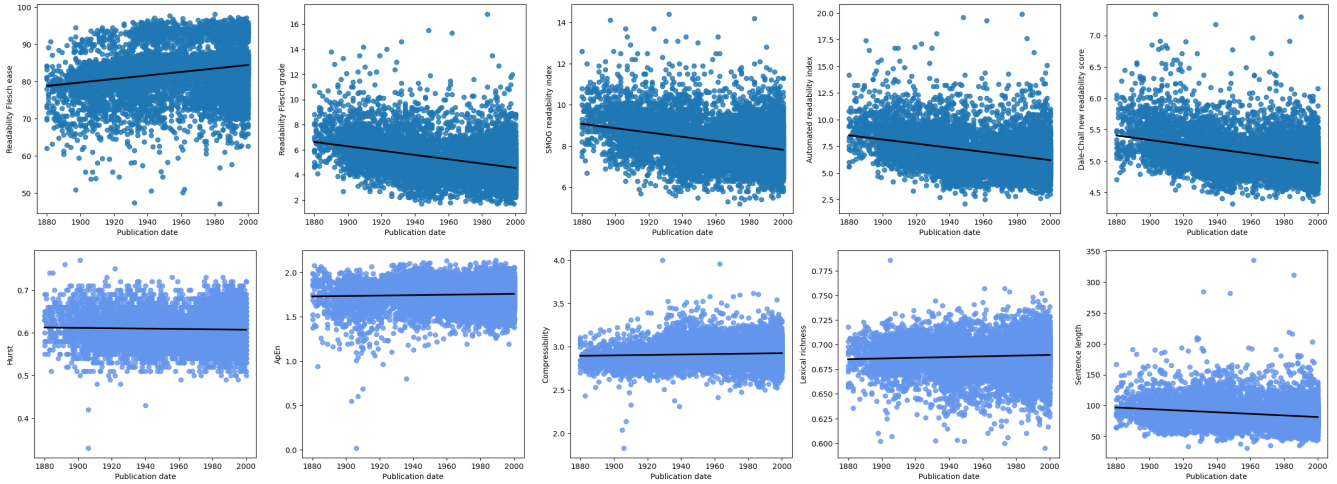 Readability Flesch ease
100
90
80
70
60
50
1880 1900 1920 1940 1960 1980 2000
Publication date
Readability Flesch grade
16
14
12
10
8
6
4
2
1880 1900 1920 1940 1960 1980 2000
Publication date
SMOG readability index
14
12
10
8
6
1880 1900 1920 1940 1960 1980 2000
Publication date
Automated readability index
20.0
17.5
15.0
12.5
10.0
7.5
5.0
2.5
1880 1900 1920 1940 1960 1980 2000
Publication date
Dale-Chall new readability score
7.0
6.5
6.0
5.5
5.0
4.5
1880 1900 1920 1940 1960 1980 2000
Publication date
Hurst
0.7
0.6
0.5
0.4
1880 1900 1920 1940 1960 1980 2000
Publication date
ApEn
2.0
1.5
1.0
0.5
0.0
1880 1900 1920 1940 1960 1980 2000
Publication date
Compressibility
4.0
3.5
3.0
2.5
2.0
1880 1900 1920 1940 1960 1980 2000
Publication date
Lexical richness
0.775
0.750
0.725
0.700
0.675
0.650
0.625
0.600
1880 1900 1920 1940 1960 1980 2000
Publication date
Sentence length
350
300
250
200
150
100
50
1880 1900 1920 1940 1960 1980 2000
Publication date